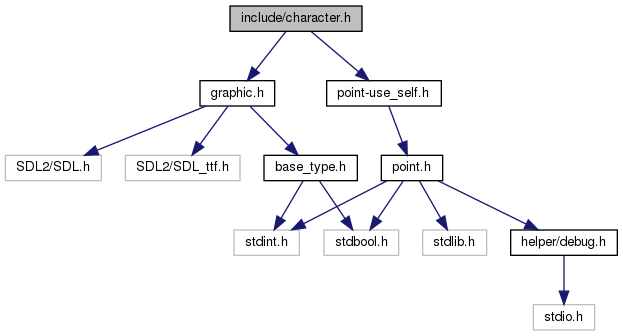 include/character.h
graphic.h
point-use_self.h
SDL2/SDL.h
SDL2/SDL_ttf.h
base_type.h
point.h
stdint.h
stdbool.h
stdlib.h
helper/debug.h
stdio.h